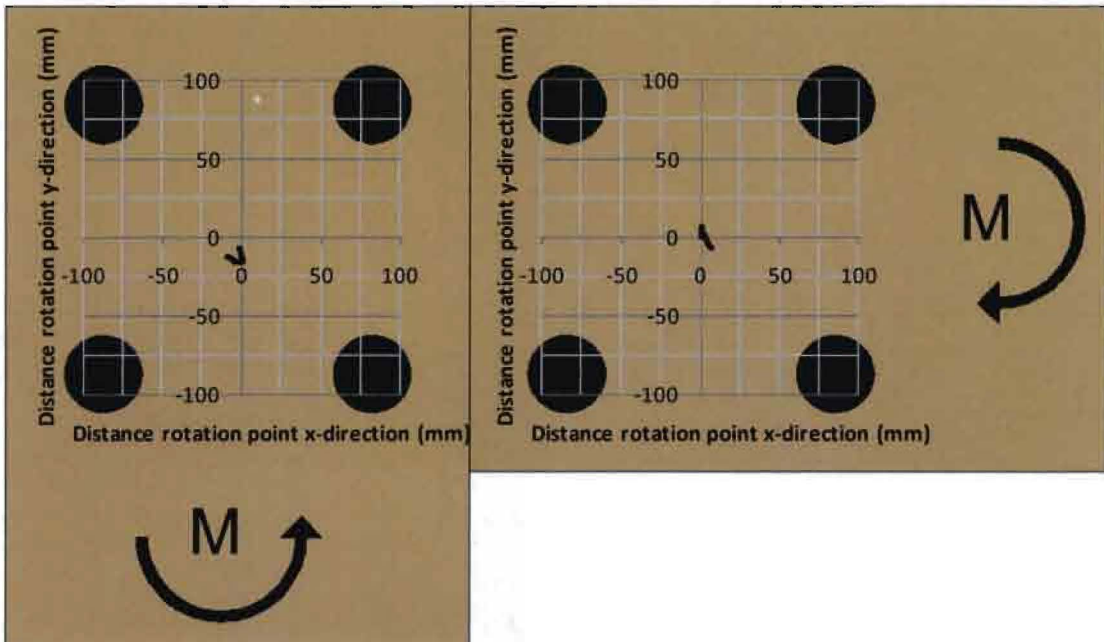 Distance rotation point y-direction (mm)
100
50
0
-100 -50 0 50 100
-50
-100
Distance rotation point x-direction (mm)
M
Distance rotation point y-direction (mm)
100
50
0
-100 -50 0 50 100
-50
-100
Distance rotation point x-direction (mm)
M